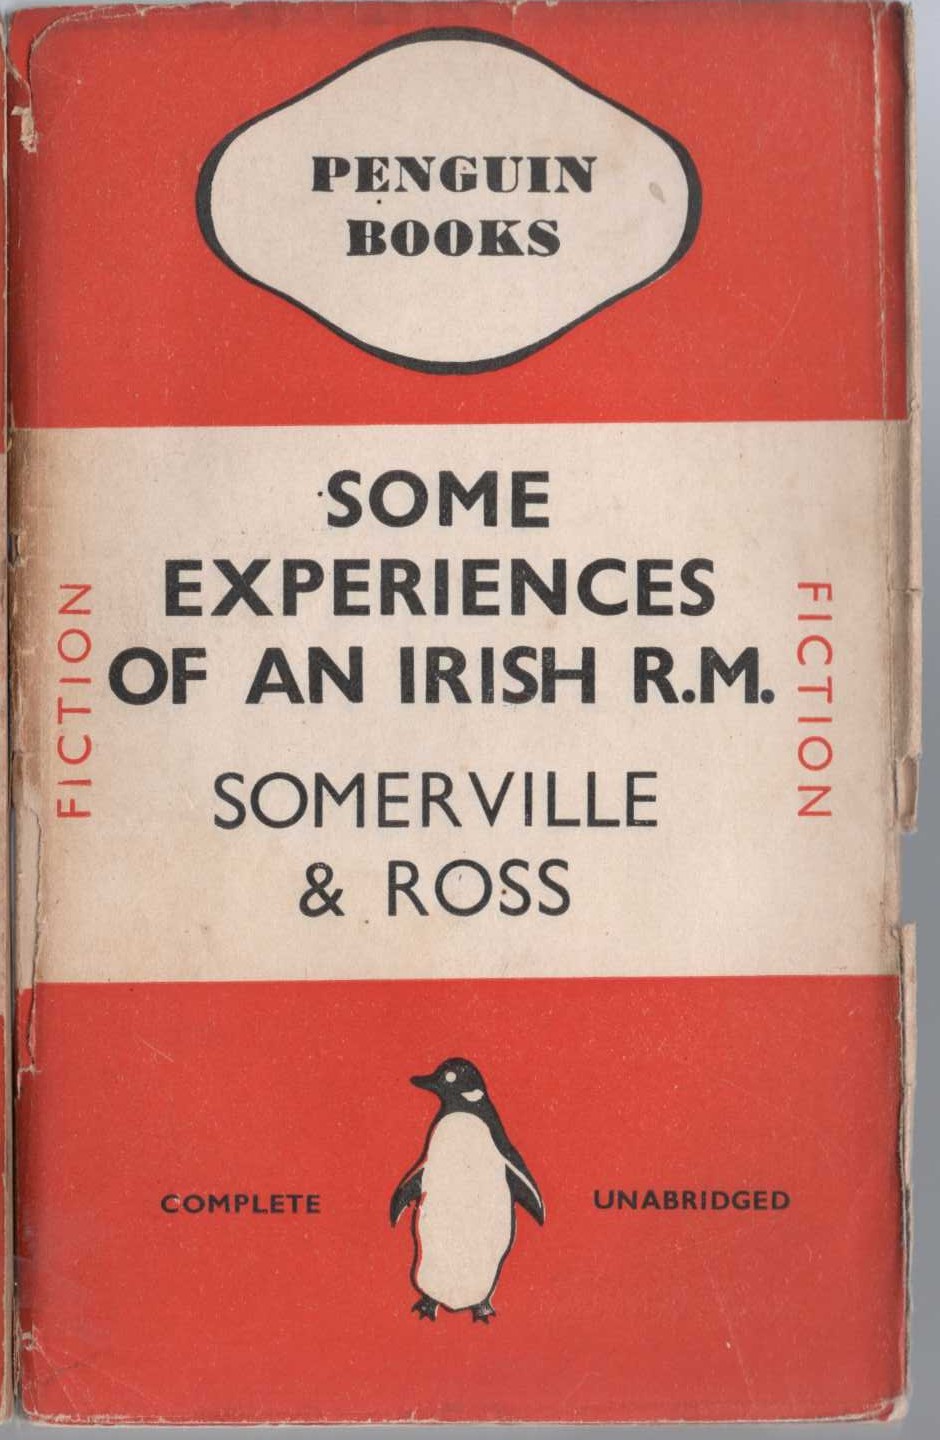 PENGUIN
BOOKS
SOME
EXPERIENCES
OF AN IRISH R.M.
SOMERVILLE
& ROSS
FICTION
FICTION
COMPLETE
UNABRIDGED